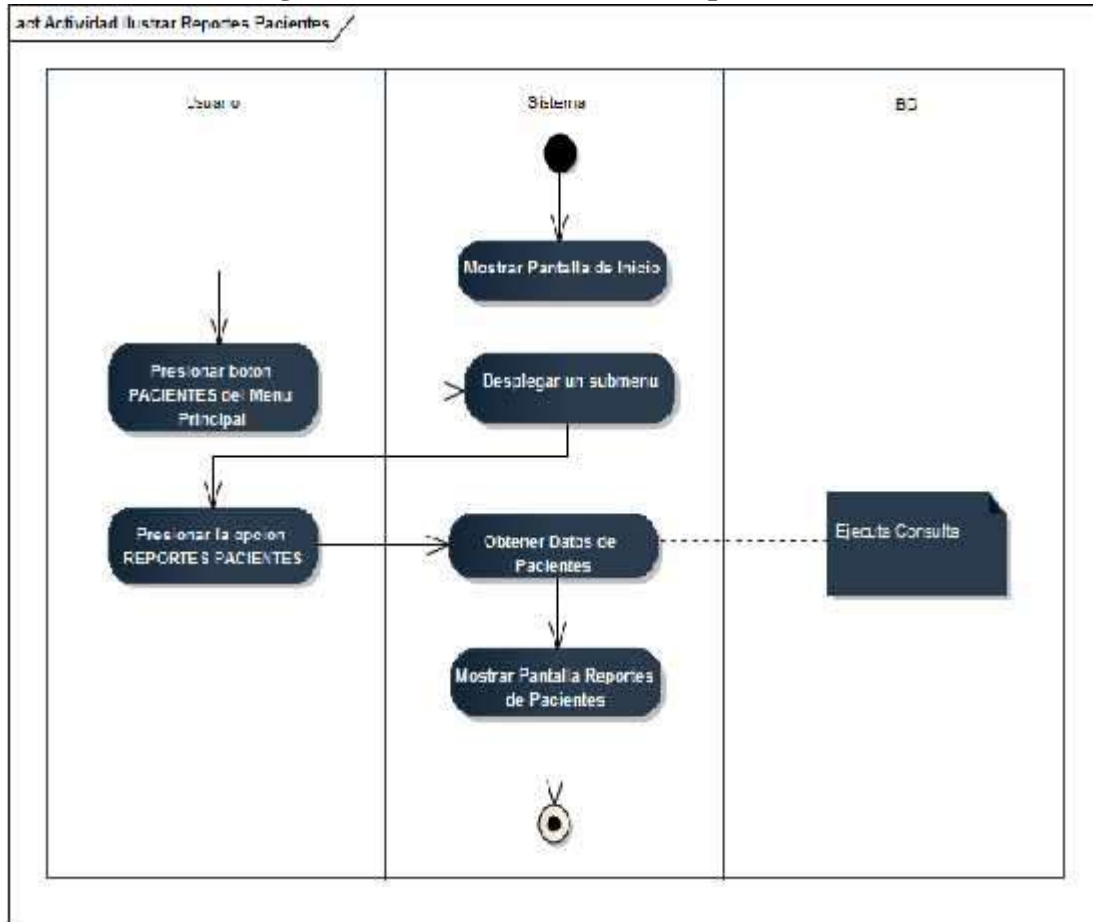 act Actividad Ilustrar Reportes Pacientes
Usuario
Sistema
BD
Mostrar Pantalla de Inicio
Presionar boton
PACIENTES del Menu
Principal
Desplegar un submenu
Presionar la opcion
REPORTES PACIENTES
Obtener Datos de
Pacientes
Ejecuta Consulta
Mostrar Pantalla Reportes
de Pacientes